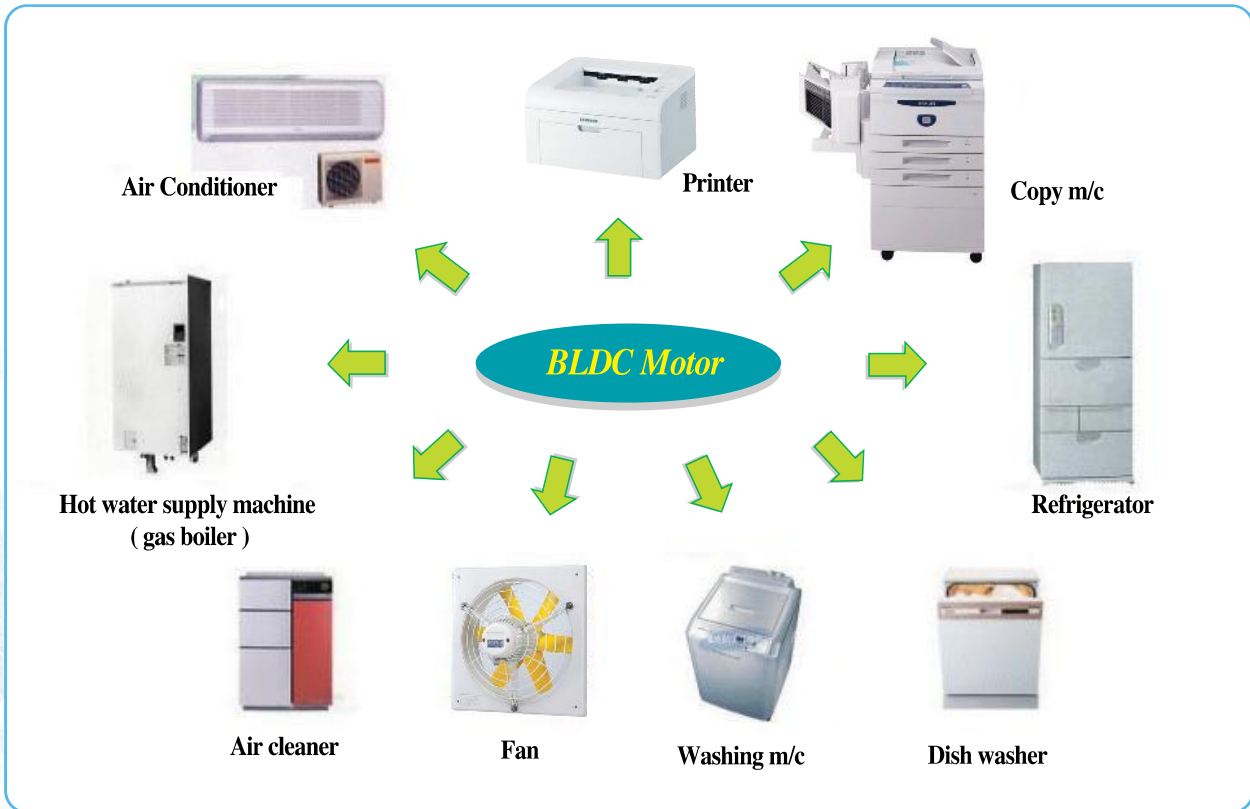 Air Conditioner
SAMSUNG
Printer
Copy m/c
BLDC Motor
Hot water supply machine
( gas boiler )
Refrigerator
Air cleaner
Fan
Washing m/c
Dish washer